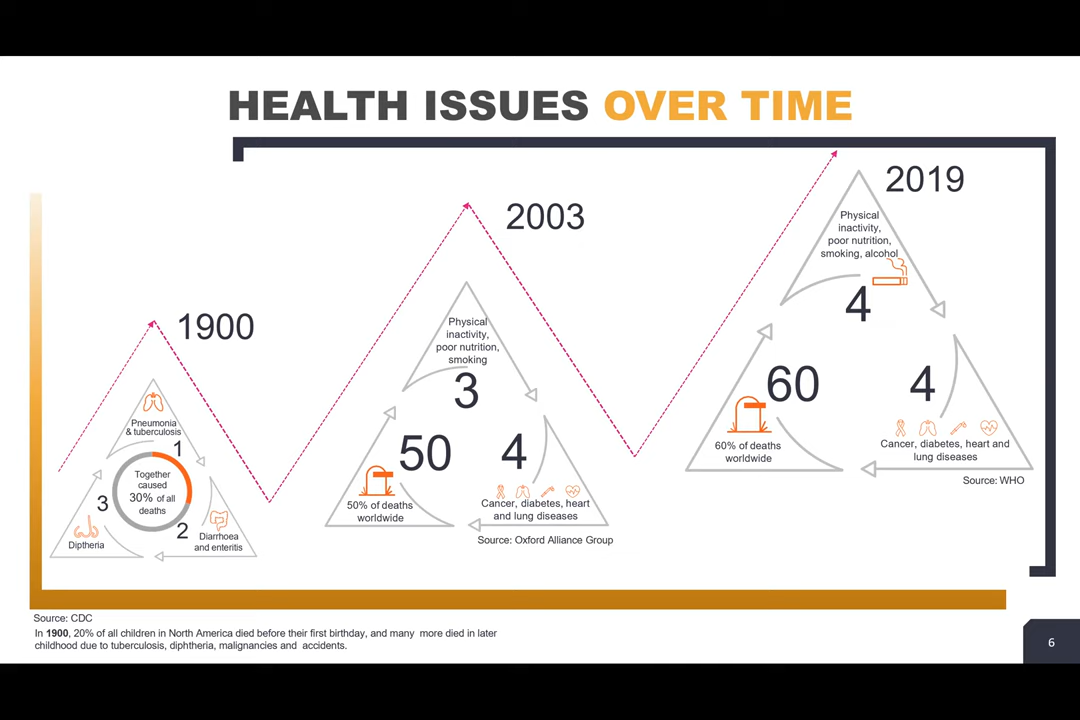 HEALTH ISSUES OVER TIME
1900
Pneumonia
& tuberculosis
1
Together
caused
30% of all
deaths
3
Diptheria
2
Diarrhoea
and enteritis
2003
Physical
inactivity,
poor nutrition,
smoking
3
50
50% of deaths
worldwide
4
Cancer, diabetes, heart
and lung diseases
Source: Oxford Alliance Group
2019
Physical
inactivity,
poor nutrition,
smoking, alcohol
4
60
60% of deaths
worldwide
4
Cancer, diabetes, heart and
lung diseases
Source: WHO
Source: CDC
In 1900, 20% of all children in North America died before their first birthday, and many more died in later
childhood due to tuberculosis, diphtheria, malignancies and accidents.
6